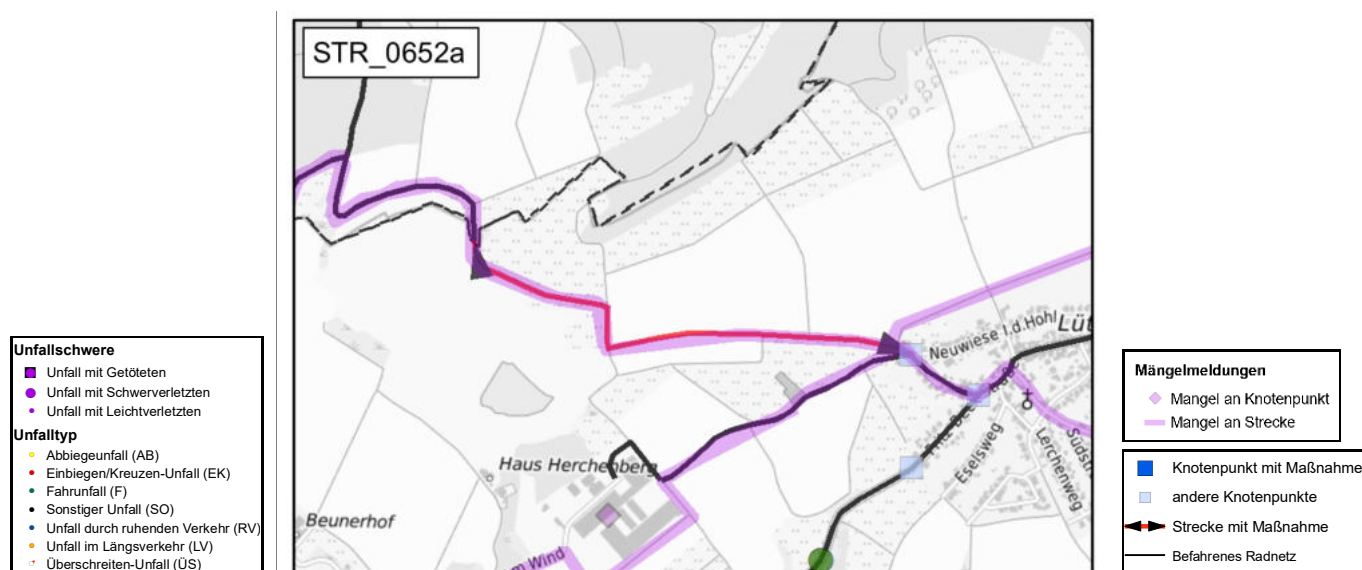 STR_0652a
Neuwiese I.d.Hohl
Lüt
Eselsweg
Lerchenweg
Südstr
Haus Herchenberg
Beunerhof
m Wind
Unfallschwere
Unfall mit Getöteten
Unfall mit Schwerverletzten
Unfall mit Leichtverletzten
Unfalltyp
Abbiegeunfall (AB)
Einbiegen/Kreuzen-Unfall (EK)
Fahrunfall (F)
Sonstiger Unfall (SO)
Unfall durch ruhenden Verkehr (RV)
Unfall im Längsverkehr (LV)
Überschreiten-Unfall (ÜS)
Mängelmeldungen
Mangel an Knotenpunkt
Mangel an Strecke
Knotenpunkt mit Maßnahme
andere Knotenpunkte
Strecke mit Maßnahme
Befahrenes Radnetz